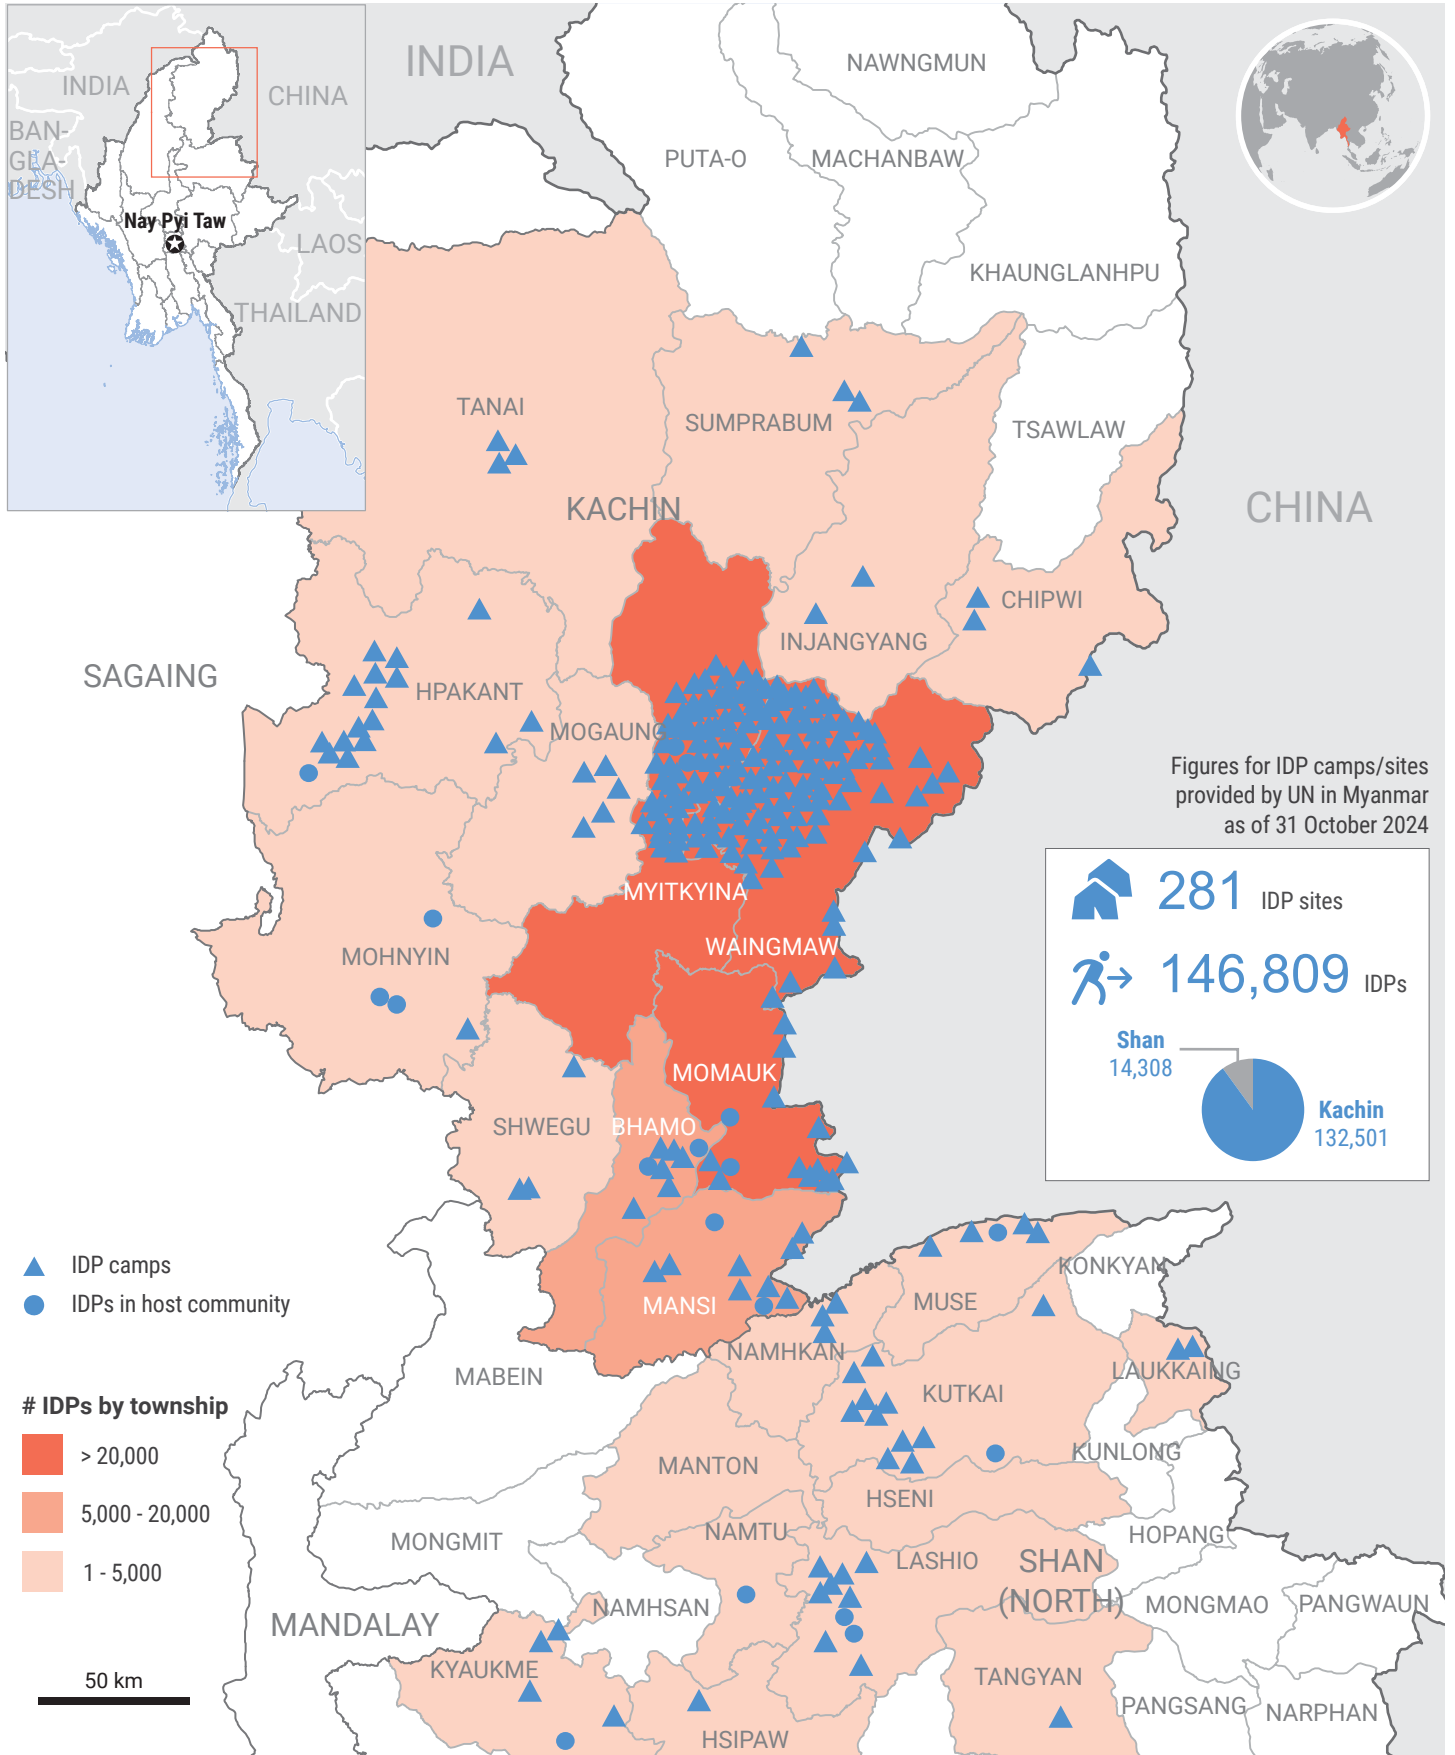 INDIA
CHINA
BAN-
GLA-
DESH
Nay Pyi Taw
LAOS
THAILAND
INDIA
NAWNGMUN
PUTA-O
MACHANBAW
KHAUNGLANHPU
TANAI
SUMPRABUM
TSAWLAW
KACHIN
CHINA
CHIPWI
INJANGYANG
SAGAING
HPAKANT
MOGAUNG
MYITKYINA
WAINGMAW
MOHNYIN
MOMAUK
SHWEGU
BHAMO
MANSI
Figures for IDP camps/sites
provided by UN in Myanmar
as of 31 October 2024
281 IDP sites
146,809 IDPs
Shan
14,308
Kachin
132,501
KONKYAN
MUSE
NAMHKAN
LAUKKAING
MABEIN
KUTKAI
KUNLONG
MANTON
HSENI
NAMTU
HOPANG
MONGMIT
LASHIO
SHAN
(NORTH)
NAMHSAN
MONGMAO
PANGWAUN
MANDALAY
KYAUKME
TANGYAN
PANGSANG
NARPHAN
HSIPAW
IDP camps
IDPs in host community
# IDPs by township
> 20,000
5,000 - 20,000
1 - 5,000
50 km